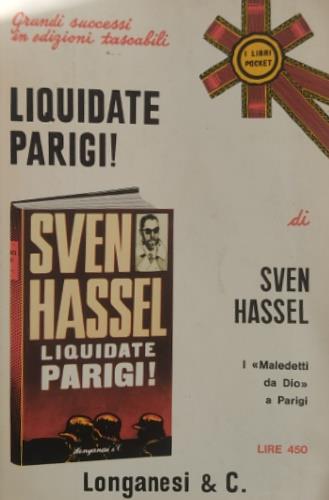 Grandi successi
in edizioni tascabili
I LIBRI
POCKET
LIQUIDATE
PARIGI!
di
SVEN
HASSEL
I «Maledetti
da Dio»
a Parigi
LIRE 450
SVEN
HASSEL
LIQUIDATE
PARIGI!
Longanesi & C.
Longanesi & C.